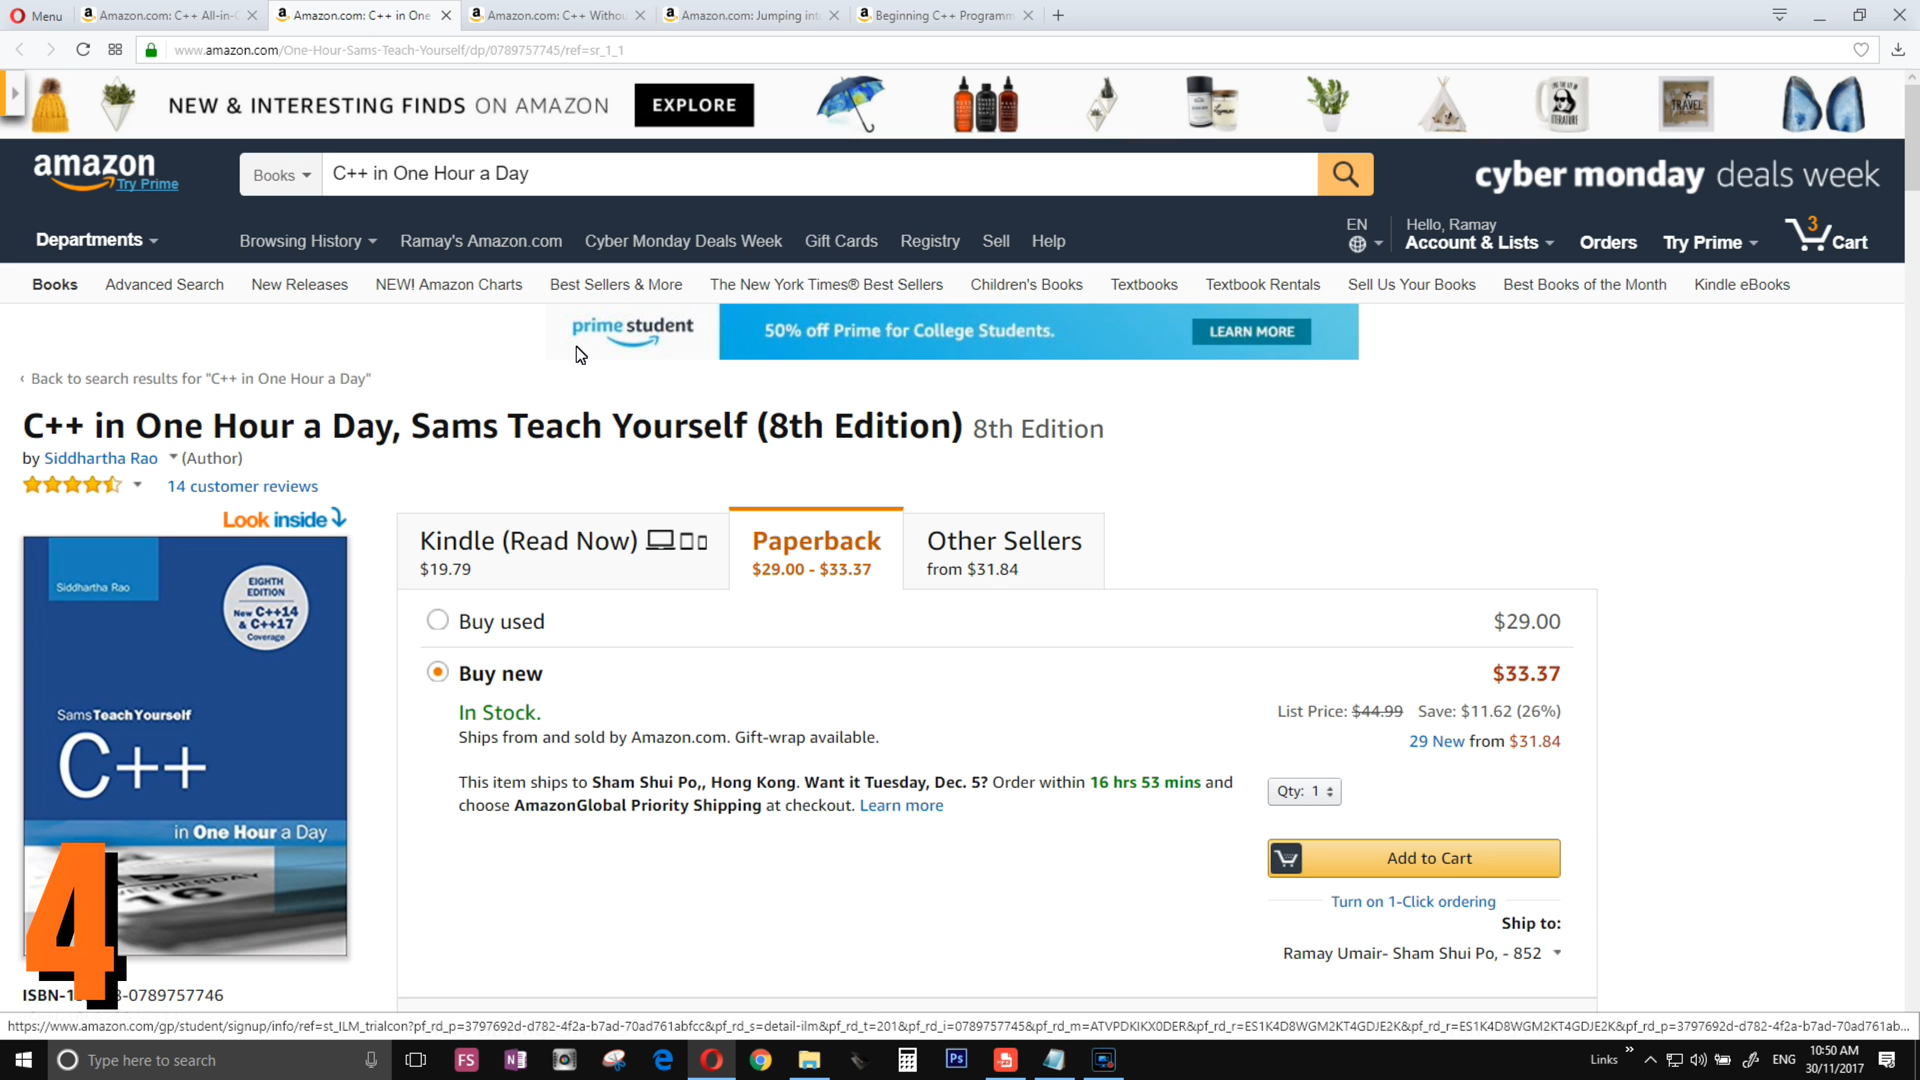 Menu
Amazon.com: C++ All-in-
Amazon.com: C++ in One
Amazon.com: C++ Withou
Amazon.com: Jumping int
Beginning C++ Programm
www.amazon.com/One-Hour-Sams-Teach-Yourself/dp/0789757745/ref=sr_1_1
NEW & INTERESTING FINDS ON AMAZON
EXPLORE
LITERATURE
TRAVEL
amazon
Try Prime
Books
C++ in One Hour a Day
cyber monday deals week
Departments
Browsing History
Ramay's Amazon.com
Cyber Monday Deals Week
Gift Cards
Registry
Sell
Help
EN
Hello, Ramay
Account & Lists
Orders
Try Prime
3
Cart
Books
Advanced Search
New Releases
NEW! Amazon Charts
Best Sellers & More
The New York Times® Best Sellers
Children's Books
Textbooks
Textbook Rentals
Sell Us Your Books
Best Books of the Month
Kindle eBooks
prime student
50% off Prime for College Students.
LEARN MORE
‹ Back to search results for "C++ in One Hour a Day"
C++ in One Hour a Day, Sams Teach Yourself (8th Edition) 8th Edition
by Siddhartha Rao (Author)
14 customer reviews
Look inside
Siddhartha Rao
EIGHTH
EDITION
New C++14
& C++17
Coverage
Sams Teach Yourself
C++
in One Hour a Day
WEDNESDAY
16
4
ISBN-1
-0789757746
Kindle (Read Now)
$19.79
Paperback
$29.00 - $33.37
Other Sellers
from $31.84
Buy used
$29.00
Buy new
$33.37
In Stock.
List Price: $44.99 Save: $11.62 (26%)
Ships from and sold by Amazon.com. Gift-wrap available.
29 New from $31.84
This item ships to Sham Shui Po,, Hong Kong. Want it Tuesday, Dec. 5? Order within 16 hrs 53 mins and
choose AmazonGlobal Priority Shipping at checkout. Learn more
Qty: 1
Add to Cart
Turn on 1-Click ordering
Ship to:
Ramay Umair- Sham Shui Po, - 852
https://www.amazon.com/gp/student/signup/info/ref=st_ILM_trialcon?pf_rd_p=3797692d-d782-4f2a-b7ad-70ad761abfcc&pf_rd_s=detail-ilm&pf_rd_t=201&pf_rd_i=0789757745&pf_rd_m=ATVPDKIKX0DER&pf_rd_r=ES1K4D8WGM2KT4GDJE2K&pf_rd_r=ES1K4D8WGM2KT4GDJE2K&pf_rd_p=3797692d-d782-4f2a-b7ad-70ad761ab...
Type here to search
FS
N
Ps
Links
ENG
10:50 AM
30/11/2017